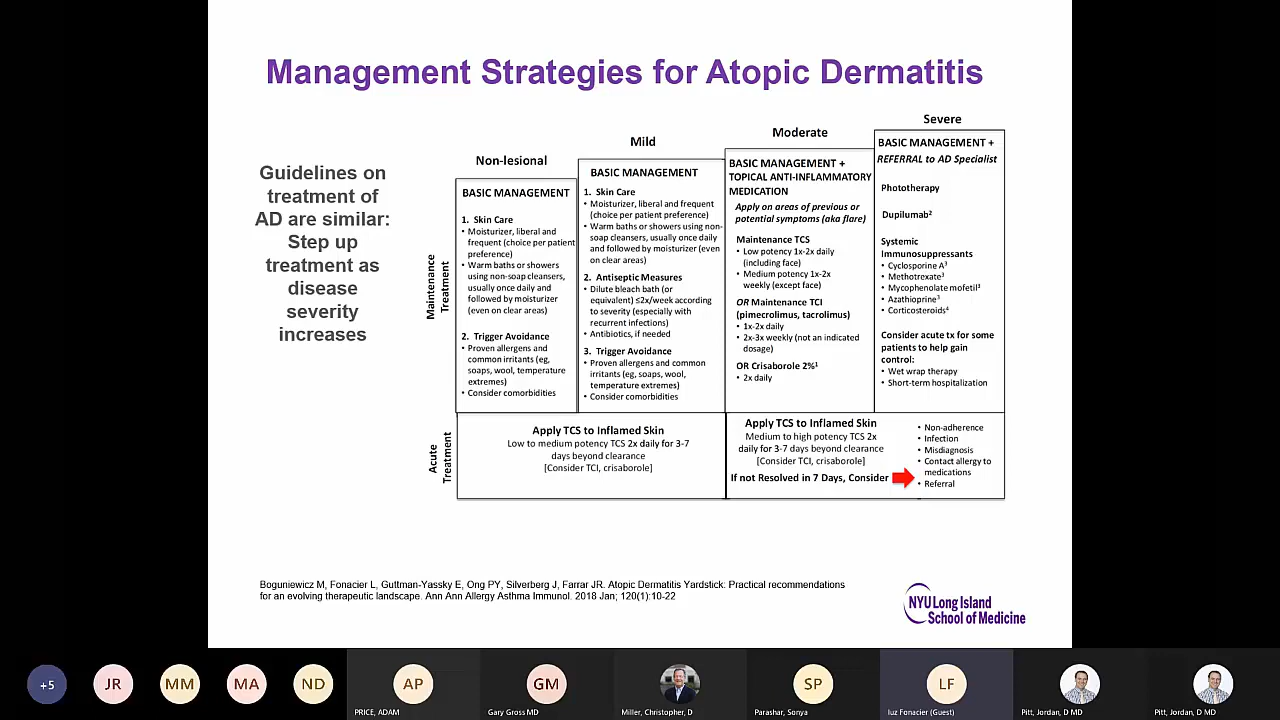 Management Strategies for Atopic Dermatitis
Guidelines on
treatment of
AD are similar:
Step up
treatment as
disease
severity
increases
Maintenance
Treatment
Acute
Treatment
Non-lesional
BASIC MANAGEMENT
1. Skin Care
• Moisturizer, liberal and
frequent (choice per patient
preference)
• Warm baths or showers
using non-soap cleansers,
usually once daily and
followed by moisturizer
(even on clear areas)
2. Trigger Avoidance
• Proven allergens and
common irritants (eg,
soaps, wool, temperature
extremes)
• Consider comorbidities
Mild
BASIC MANAGEMENT
1. Skin Care
• Moisturizer, liberal and frequent
(choice per patient preference)
• Warm baths or showers using non-
soap cleansers, usually once daily
and followed by moisturizer (even
on clear areas)
2. Antiseptic Measures
• Dilute bleach bath (or
equivalent) ≤2x/week according
to severity (especially with
recurrent infections)
• Antibiotics, if needed
3. Trigger Avoidance
• Proven allergens and common
irritants (eg, soaps, wool,
temperature extremes)
• Consider comorbidities
Moderate
BASIC MANAGEMENT +
TOPICAL ANTI-INFLAMMATORY
MEDICATION
Apply on areas of previous or
potential symptoms (aka flare)
Maintenance TCS
• Low potency 1x-2x daily
(including face)
• Medium potency 1x-2x
weekly (except face)
OR Maintenance TCI
(pimecrolimus, tacrolimus)
• 1x-2x daily
• 2x-3x weekly (not an indicated
dosage)
OR Crisaborole 2%¹
• 2x daily
Severe
BASIC MANAGEMENT +
REFERRAL to AD Specialist
Phototherapy
Dupilumab²
Systemic
Immunosuppressants
• Cyclosporine A³
• Methotrexate³
• Mycophenolate mofetil³
• Azathioprine³
• Corticosteroids⁴
Consider acute tx for some
patients to help gain
control:
• Wet wrap therapy
• Short-term hospitalization
Apply TCS to Inflamed Skin
Low to medium potency TCS 2x daily for 3-7
days beyond clearance
[Consider TCI, crisaborole]
Apply TCS to Inflamed Skin
Medium to high potency TCS 2x
daily for 3-7 days beyond clearance
[Consider TCI, crisaborole]
If not Resolved in 7 Days, Consider
• Non-adherence
• Infection
• Misdiagnosis
• Contact allergy to
medications
• Referral
Boguniewicz M, Fonacier L, Guttman-Yassky E, Ong PY, Silverberg J, Farrar JR. Atopic Dermatitis Yardstick: Practical recommendations
for an evolving therapeutic landscape. Ann Ann Allergy Asthma Immunol. 2018 Jan; 120(1):10-22
NYU Long Island
School of Medicine
+5
JR
MM
MA
ND
AP
PRICE, ADAM
GM
Gary Gross MD
Miller, Christopher, D
SP
Parashar, Sonya
LF
luz Fonacier (Guest)
Pitt, Jordan, D MD
Pitt, Jordan, D MD